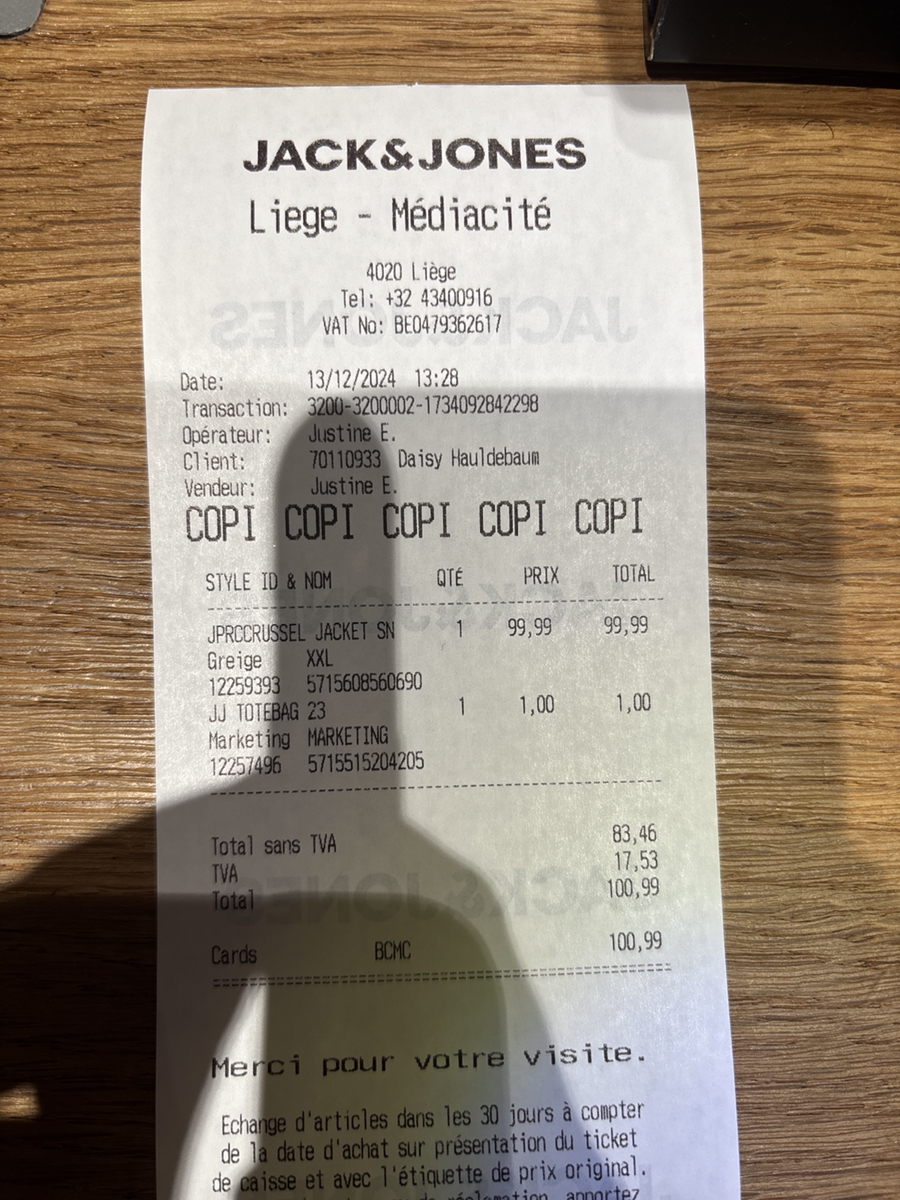 JACK&JONES
Liege - Médiacité
4020 Liège
Tel: +32 43400916
VAT No: BE0479362617
Date: 13/12/2024 13:28
Transaction: 3200-3200002-1734092842298
Opérateur: Justine E.
Client: 70110933 Daisy Hauldebaum
Vendeur: Justine E.
COPI COPI COPI COPI COPI
STYLE ID & NOM QTÉ PRIX TOTAL
JPRCCRUSSEL JACKET SN 1 99,99 99,99
Greige XXL
12259393 5715608560690
JJ TOTEBAG 23 1 1,00 1,00
Marketing MARKETING
12257496 5715515204205
Total sans TVA 83,46
TVA 17,53
Total 100,99
Cards BCMC 100,99
Merci pour votre visite.
Echange d'articles dans les 30 jours à compter
de la date d'achat sur présentation du ticket
de caisse et avec l'étiquette de prix original.
réclamation, apportez